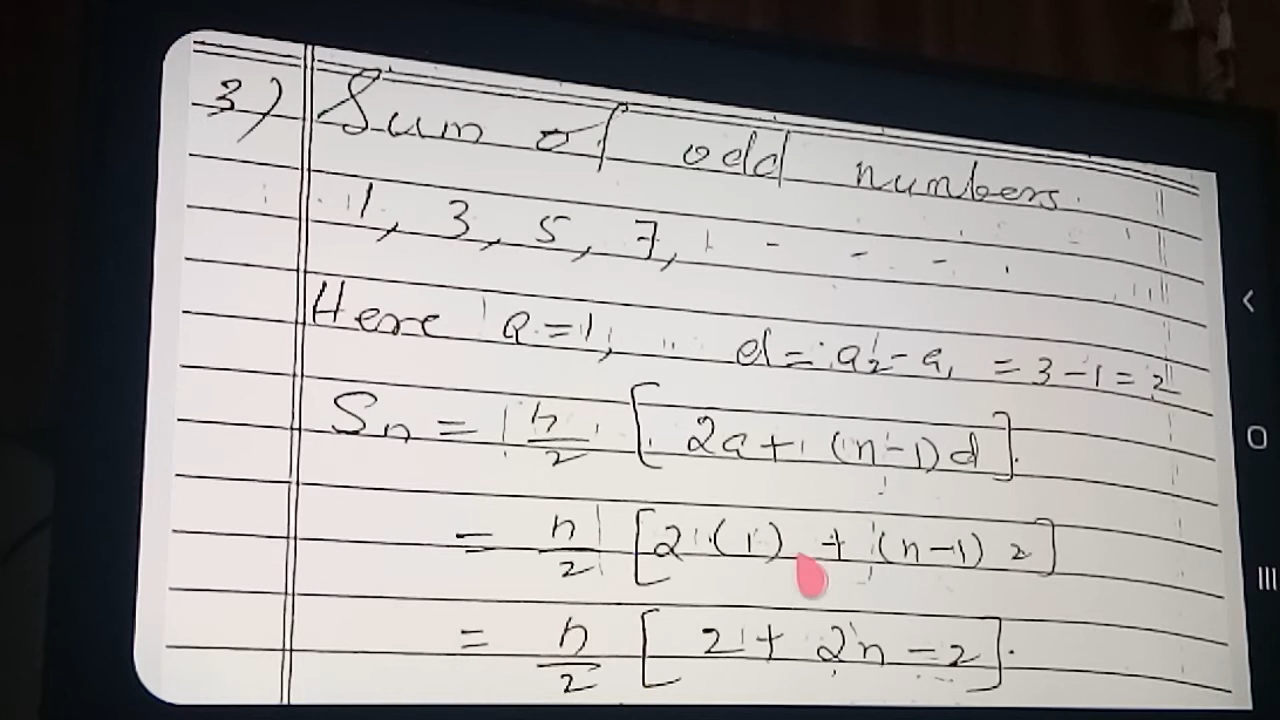 3) Sum of odd numbers.
1, 3, 5, 7, - - - .
Here a = 1, d = a₂ - a₁ = 3 - 1 = 2
Sn = n/2 [2a + (n-1) d].
= n/2 [2 (1) + (n-1) 2]
= n/2 [2 + 2n - 2].